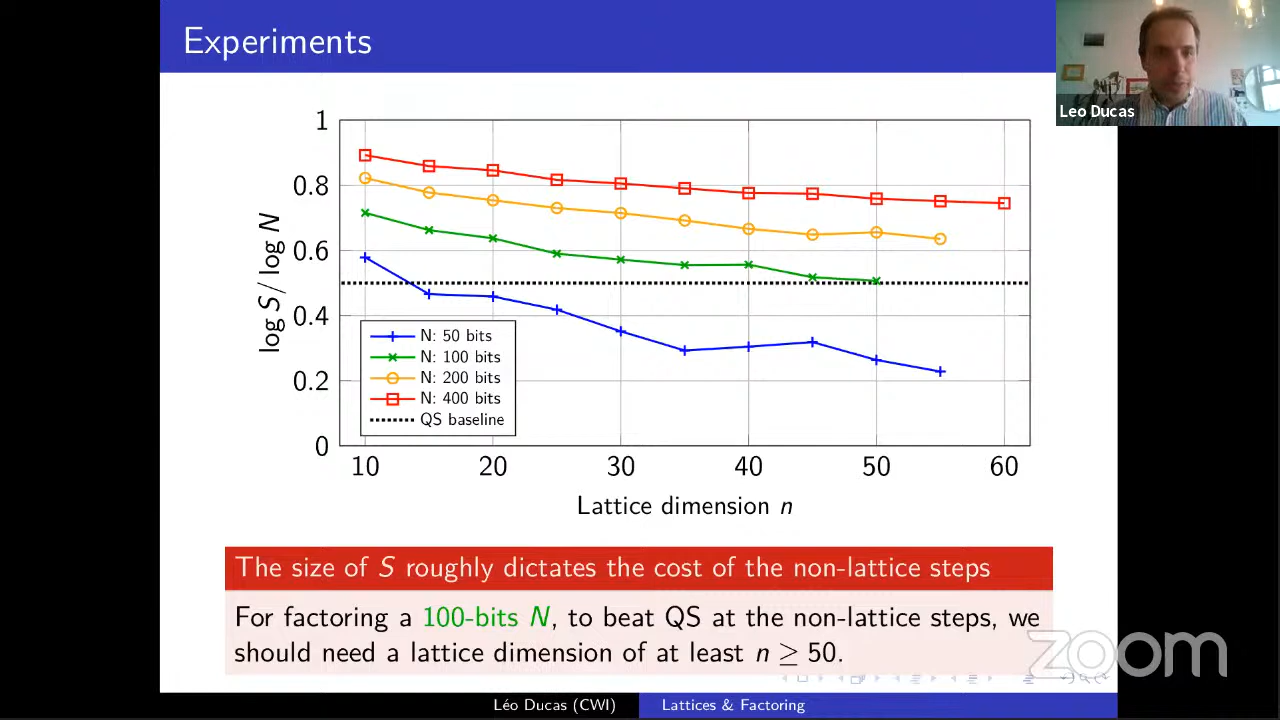 Experiments
Leo Ducas
1
0.8
0.6
0.4
0.2
0
log S / log N
N: 50 bits
N: 100 bits
N: 200 bits
N: 400 bits
QS baseline
10 20 30 40 50 60
Lattice dimension n
The size of S roughly dictates the cost of the non-lattice steps
For factoring a 100-bits N, to beat QS at the non-lattice steps, we
should need a lattice dimension of at least n ≥ 50.
zoom
Léo Ducas (CWI) Lattices & Factoring